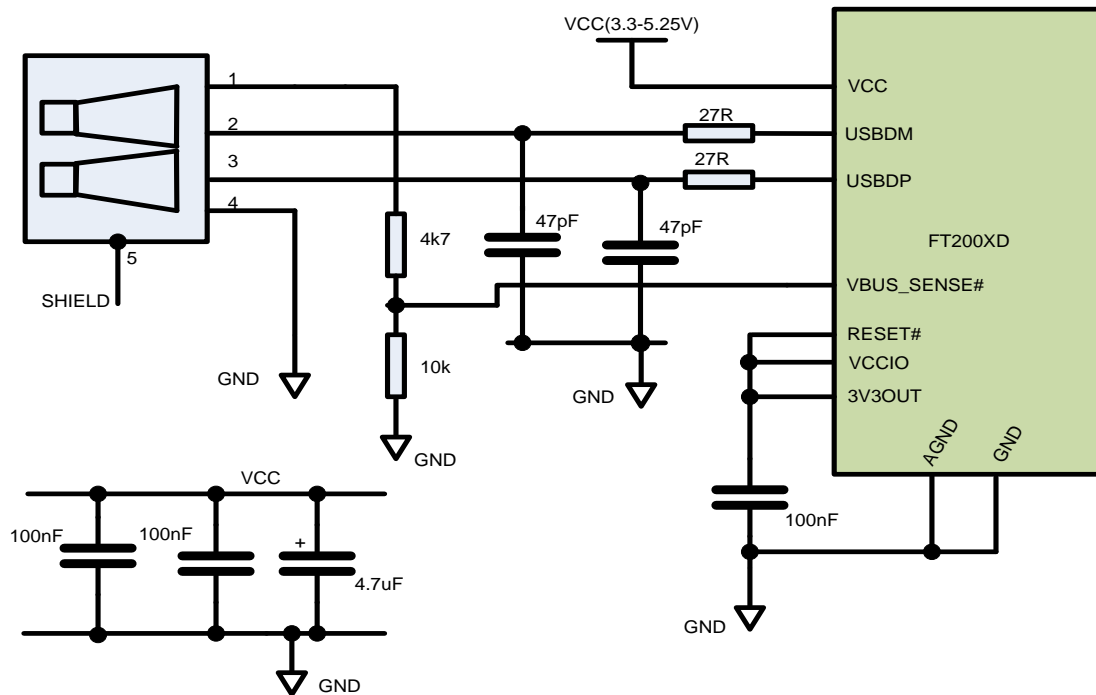 VCC(3.3-5.25V)
1
VCC
27R
2
USBDM
27R
3
USBDP
4
47pF
47pF
4k7
FT200XD
5
VBUS_SENSE#
SHIELD
RESET#
VCCIO
10k
GND
3V3OUT
GND
AGND
GND
GND
VCC
100nF
100nF
100nF
+
4.7uF
GND
GND